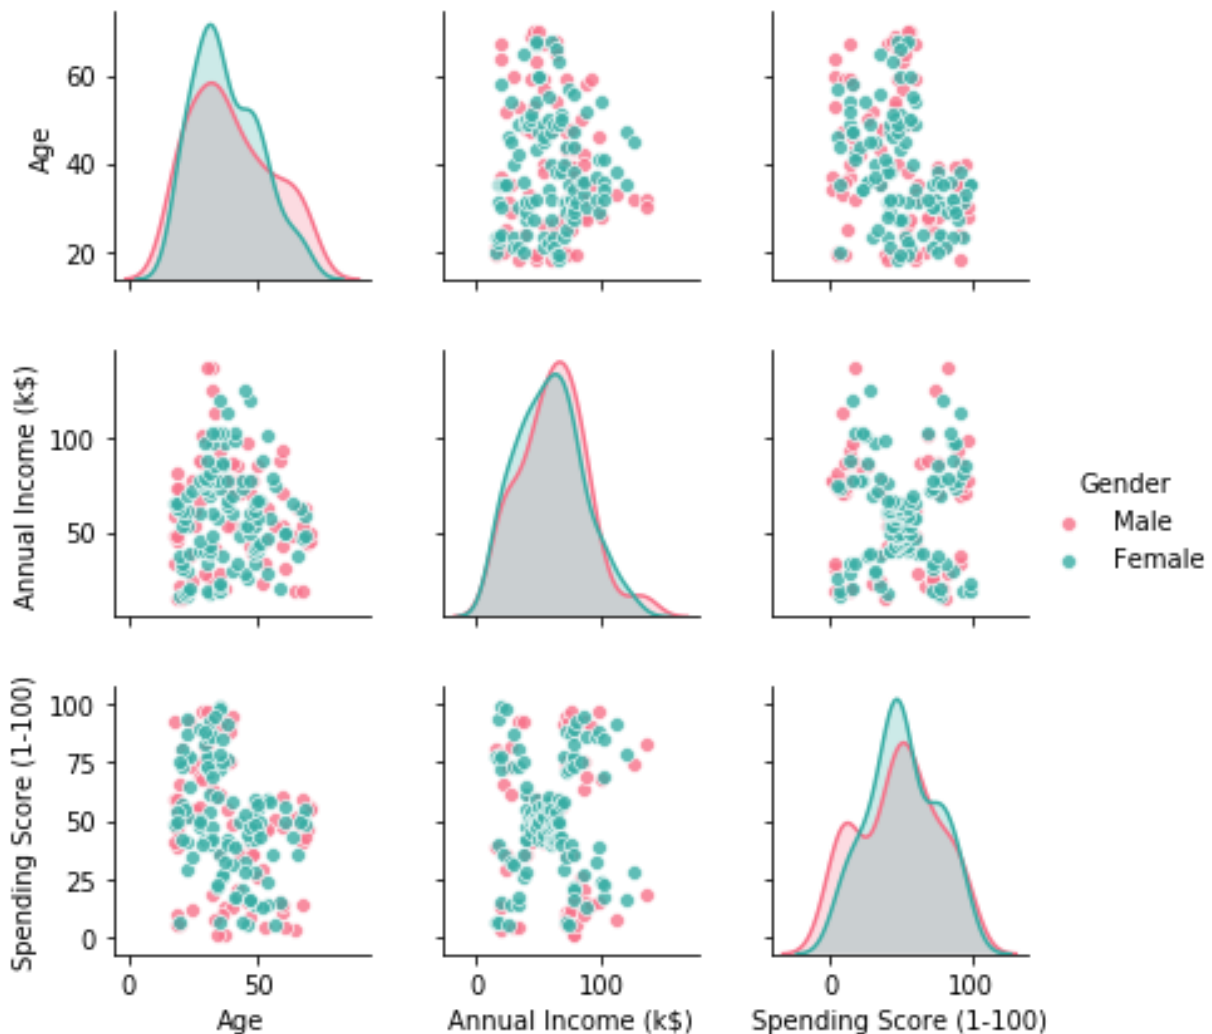 60
40
20
Age
100
50
Annual Income (k$)
Gender
Male
Female
100
75
50
25
0
Spending Score (1-100)
0 50
Age
0 100
Annual Income (k$)
0 100
Spending Score (1-100)